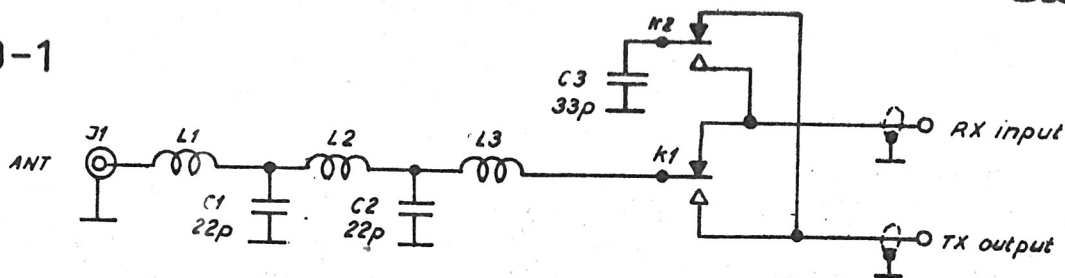 -1
K2
C3
33p
J1
L1
L2
L3
ANT
K1
RX input
C1
22p
C2
22p
TX output